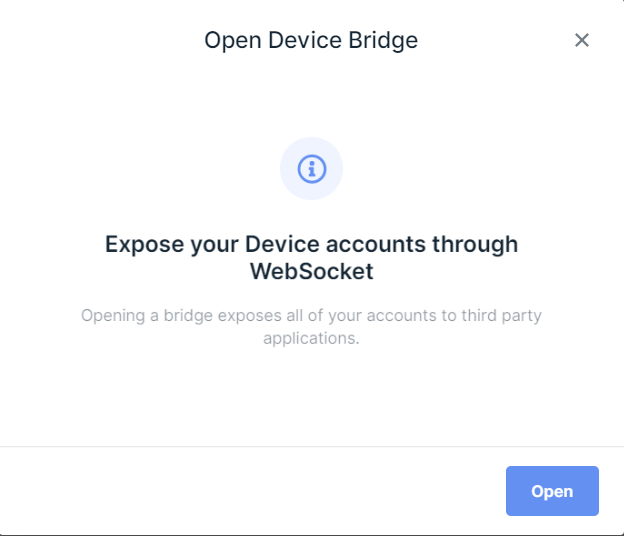 Open Device Bridge
Expose your Device accounts through
WebSocket
Opening a bridge exposes all of your accounts to third party
applications.
Open